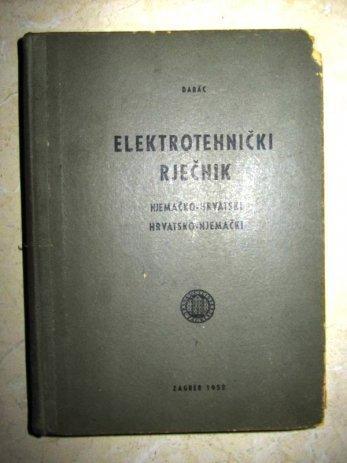 DABAC
ELEKTROTEHNIČKI
RJEČNIK
NJEMAČKO-HRVATSKI
HRVATSKO-NJEMAČKI
ZAGREB 1952